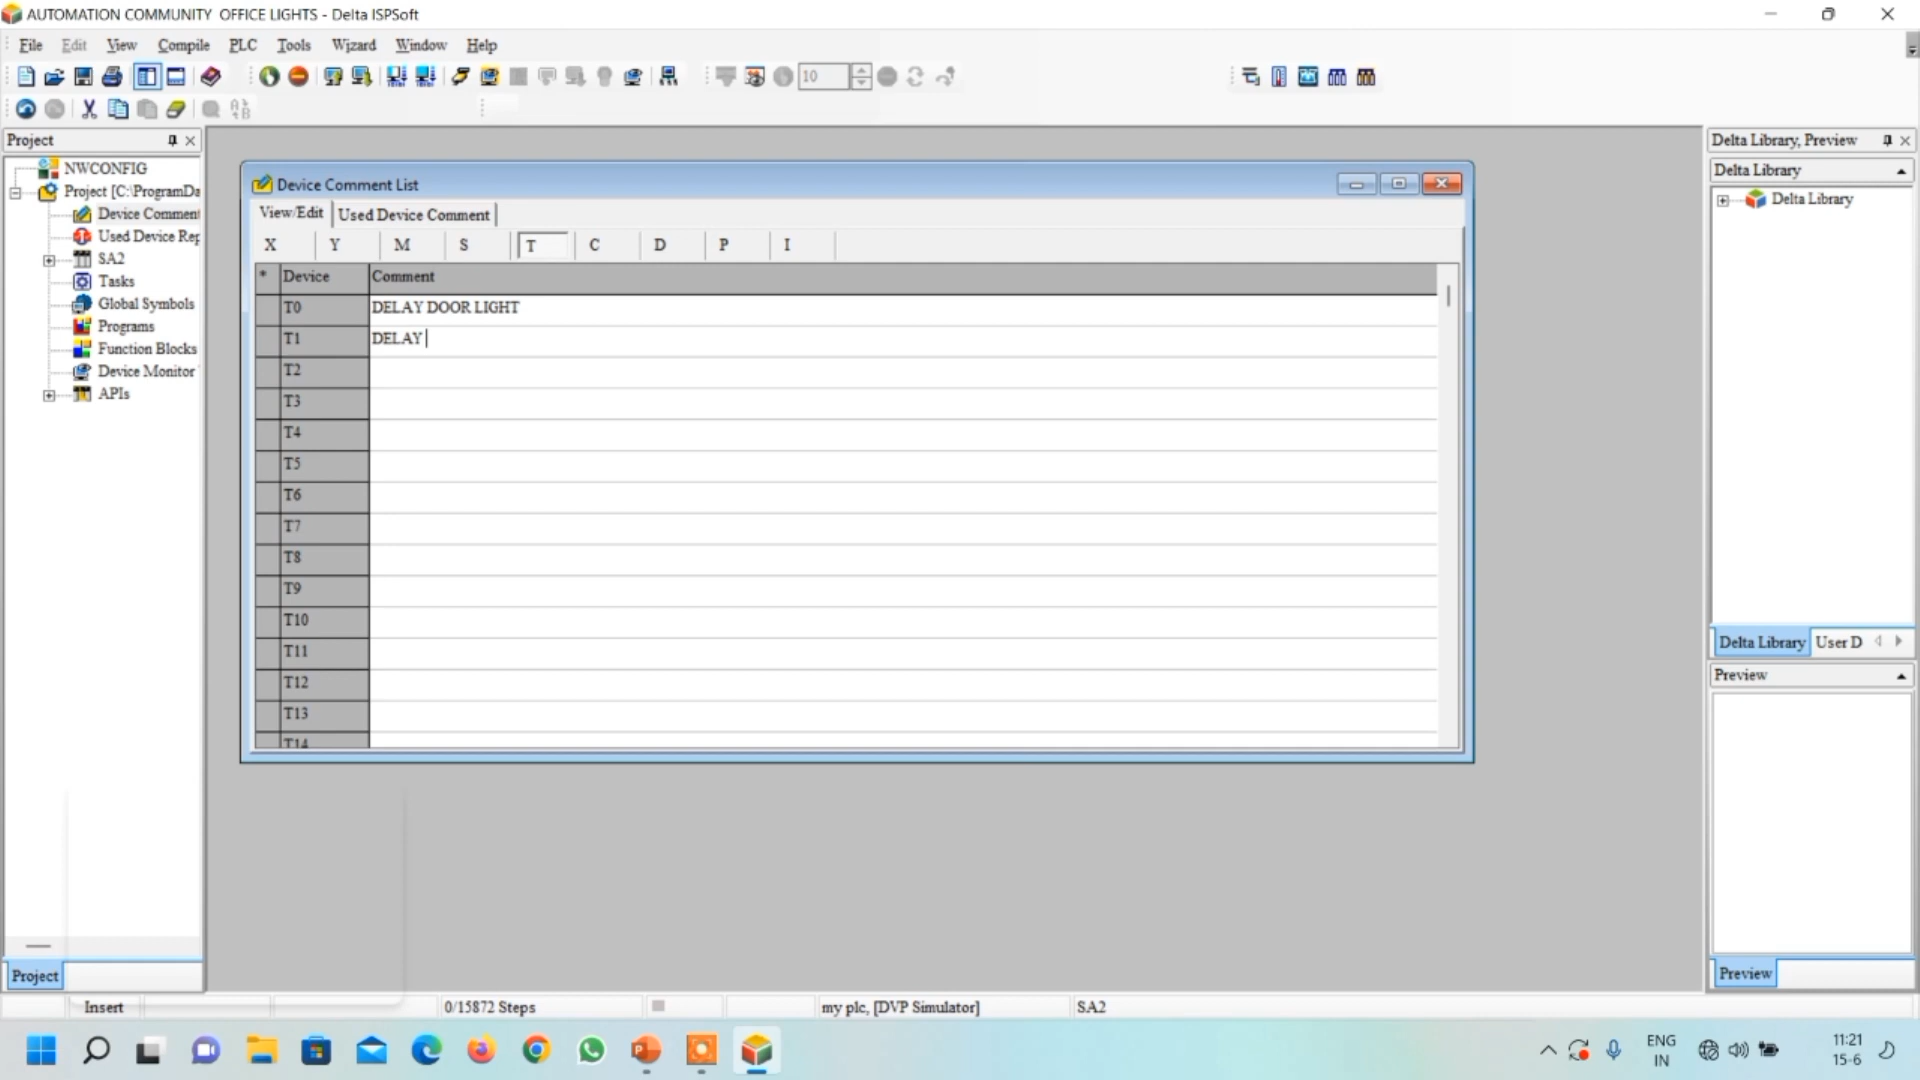 AUTOMATION COMMUNITY OFFICE LIGHTS - Delta ISPSoft
File Edit View Compile PLC Tools Wizard Window Help
10
Project
NWCONFIG
Project [C:\ProgramDa
Device Comment
Used Device Rep
SA2
Tasks
Global Symbols
Programs
Function Blocks
Device Monitor
APIs
Project
Device Comment List
View/Edit Used Device Comment
X Y M S T C D P I
* Device Comment
T0 DELAY DOOR LIGHT
T1 DELAY
T2
T3
T4
T5
T6
T7
T8
T9
T10
T11
T12
T13
T14
Delta Library, Preview
Delta Library
Delta Library
Delta Library User D
Preview
Preview
Insert 0/15872 Steps my plc, [DVP Simulator] SA2
ENG
IN
11:21
15-6